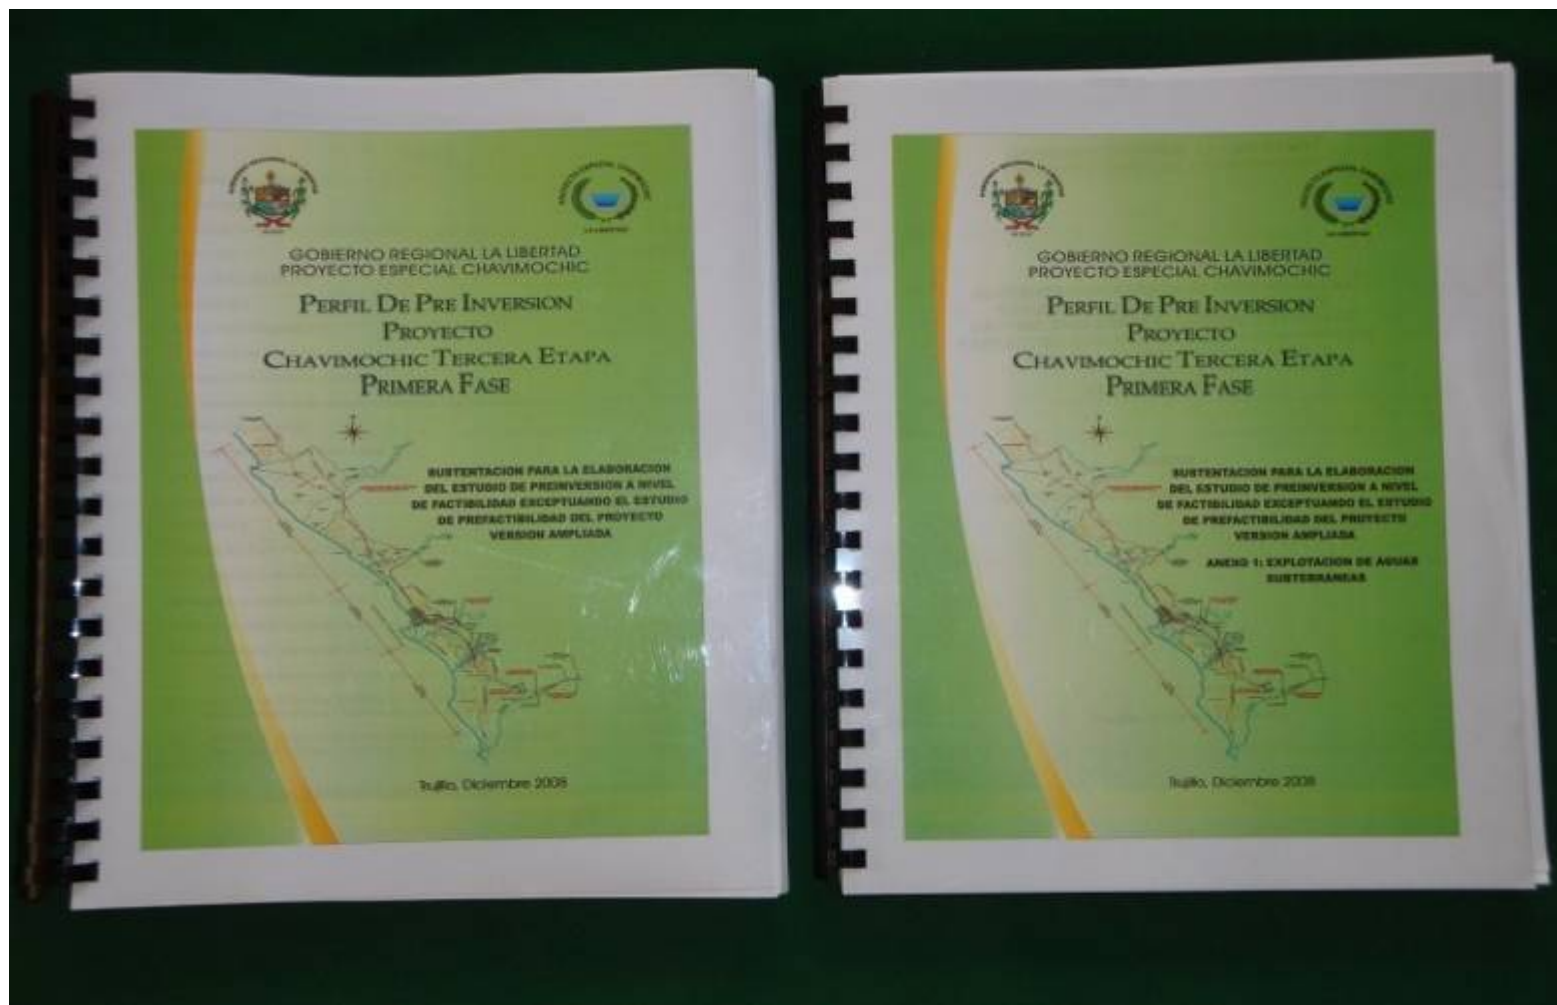 GOBIERNO REGIONAL LA LIBERTAD
PROYECTO ESPECIAL CHAVIMOCHIC
PERFIL DE PRE INVERSION
PROYECTO
CHAVIMOCHIC TERCERA ETAPA
PRIMERA FASE
SUSTENTACION PARA LA ELABORACION
DEL ESTUDIO DE PREINVERSION A NIVEL
DE FACTIBILIDAD EXCEPTUANDO EL ESTUDIO
DE PREFACTIBILIDAD DEL PROYECTO
VERSION AMPLIADA
Trujillo, Diciembre 2008
GOBIERNO REGIONAL LA LIBERTAD
PROYECTO ESPECIAL CHAVIMOCHIC
PERFIL DE PRE INVERSION
PROYECTO
CHAVIMOCHIC TERCERA ETAPA
PRIMERA FASE
SUSTENTACION PARA LA ELABORACION
DEL ESTUDIO DE PREINVERSION A NIVEL
DE FACTIBILIDAD EXCEPTUANDO EL ESTUDIO
DE PREFACTIBILIDAD DEL PROYECTO
VERSION AMPLIADA
ANEXO 1: EXPLOTACION DE AGUAS
SUBTERRANEAS
Trujillo, Diciembre 2008